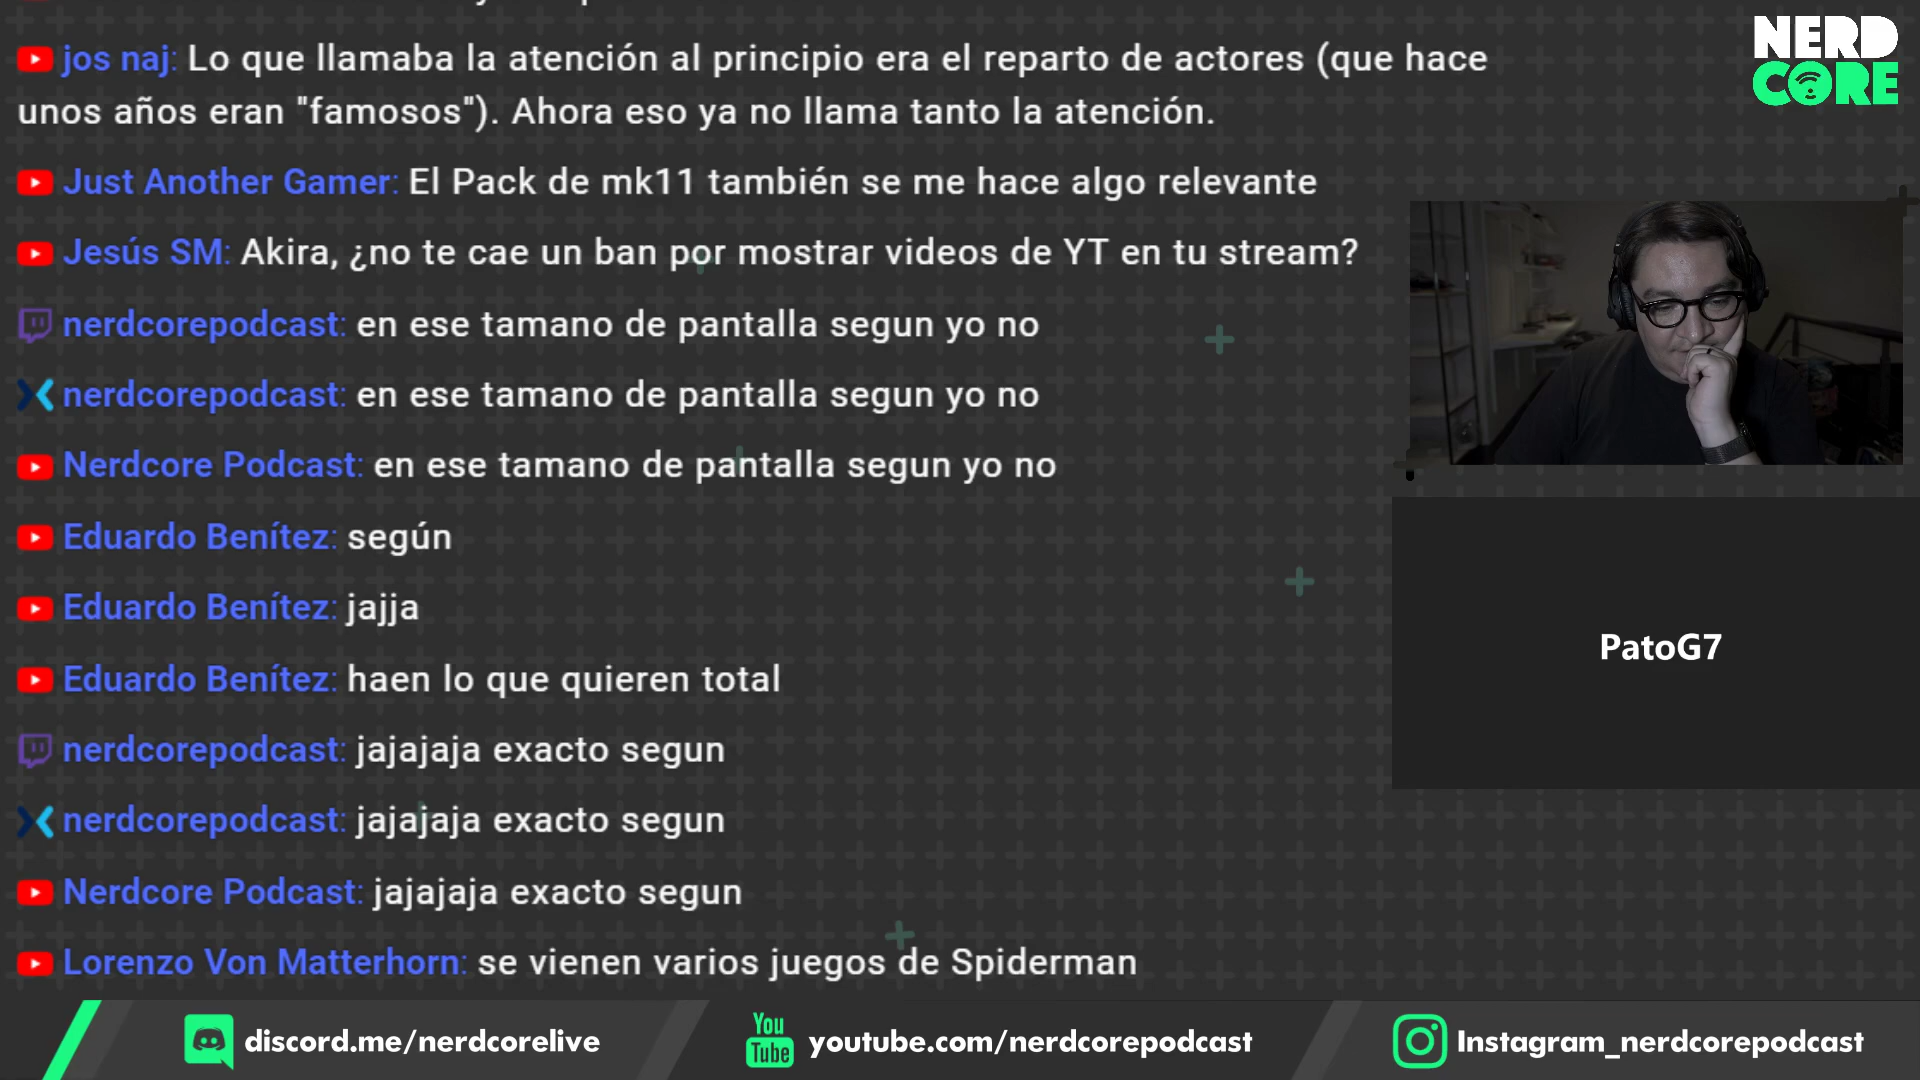 jos naj: Lo que llamaba la atención al principio era el reparto de actores (que hace
unos años eran "famosos"). Ahora eso ya no llama tanto la atención.
Just Another Gamer: El Pack de mk11 también se me hace algo relevante
Jesús SM: Akira, ¿no te cae un ban por mostrar videos de YT en tu stream?
nerdcorepodcast: en ese tamano de pantalla segun yo no
nerdcorepodcast: en ese tamano de pantalla segun yo no
Nerdcore Podcast: en ese tamano de pantalla segun yo no
Eduardo Benítez: según
Eduardo Benítez: jajja
Eduardo Benítez: haen lo que quieren total
nerdcorepodcast: jajajaja exacto segun
nerdcorepodcast: jajajaja exacto segun
Nerdcore Podcast: jajajaja exacto segun
Lorenzo Von Matterhorn: se vienen varios juegos de Spiderman
NERD
CORE
PatoG7
discord.me/nerdcorelive
You
Tube
youtube.com/nerdcorepodcast
Instagram_nerdcorepodcast